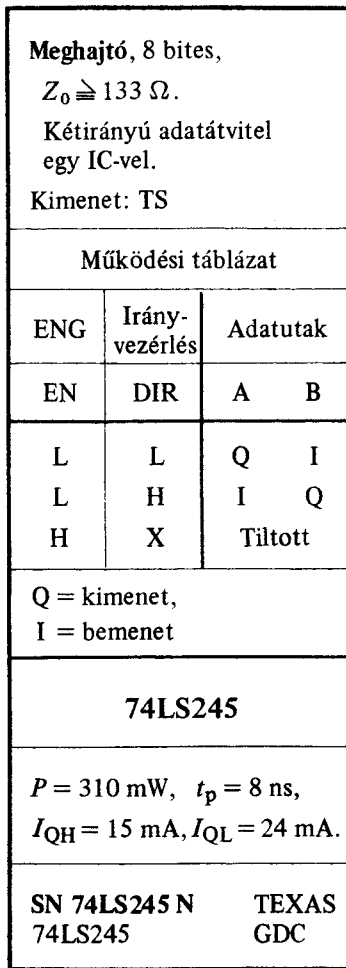 Meghajtó, 8 bites,
Z₀ ≧ 133 Ω.
Kétirányú adatátvitel
egy IC-vel.
Kimenet: TS
Működési táblázat
ENG Irány- Adatutak
vezérlés
EN DIR A B
L L Q I
L H I Q
H X Tiltott
Q = kimenet,
I = bemenet
74LS245
P = 310 mW, tp = 8 ns,
IQH = 15 mA, IQL = 24 mA.
SN 74LS245 N TEXAS
74LS245 GDC